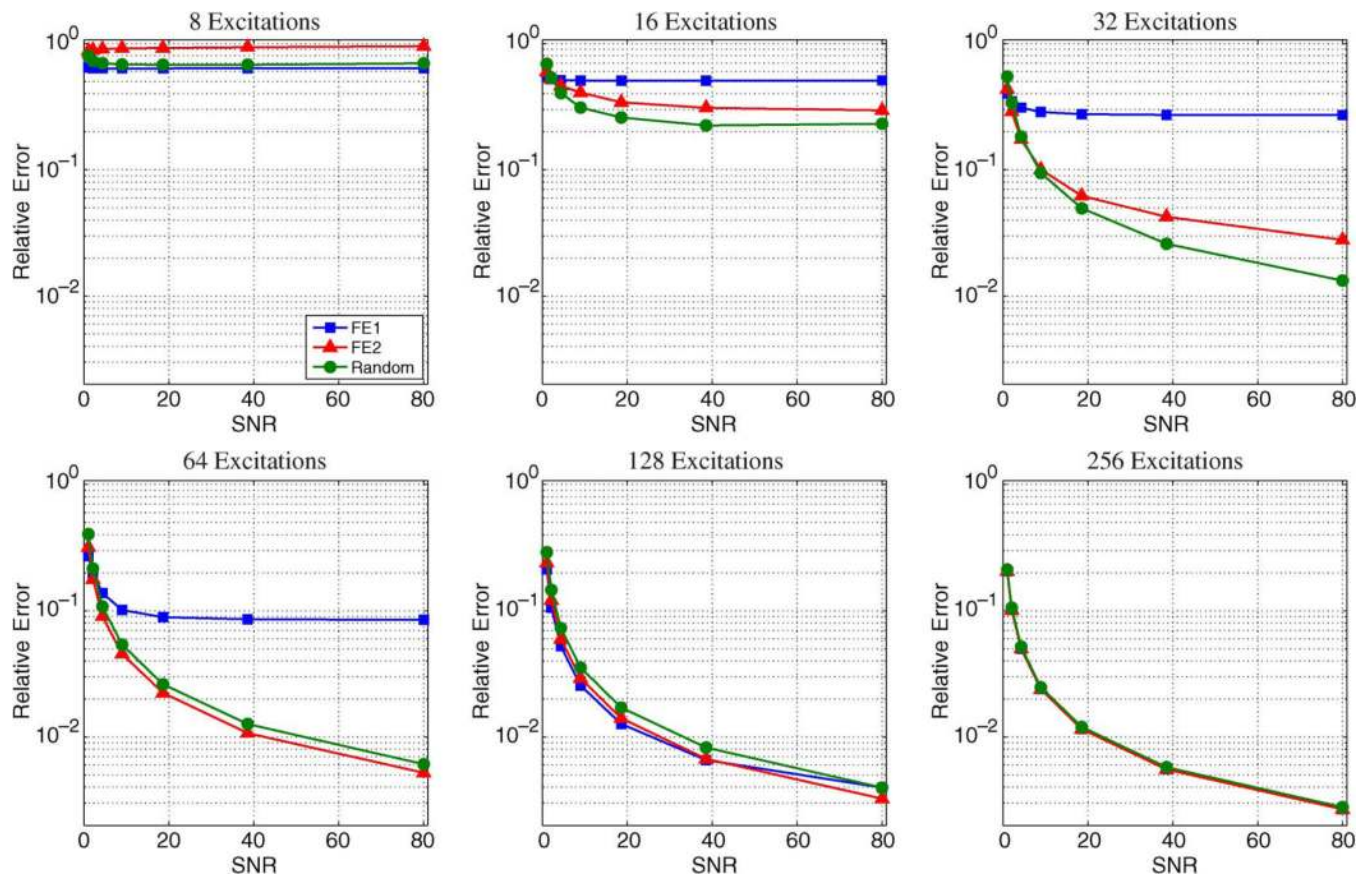 8 Excitations
16 Excitations
32 Excitations
10^0
10^-1
10^-2
Relative Error
FE1
FE2
Random
0 20 40 60 80
SNR
10^0
10^-1
10^-2
Relative Error
0 20 40 60 80
SNR
10^0
10^-1
10^-2
Relative Error
0 20 40 60 80
SNR
64 Excitations
128 Excitations
256 Excitations
10^0
10^-1
10^-2
Relative Error
0 20 40 60 80
SNR
10^0
10^-1
10^-2
Relative Error
0 20 40 60 80
SNR
10^0
10^-1
10^-2
Relative Error
0 20 40 60 80
SNR